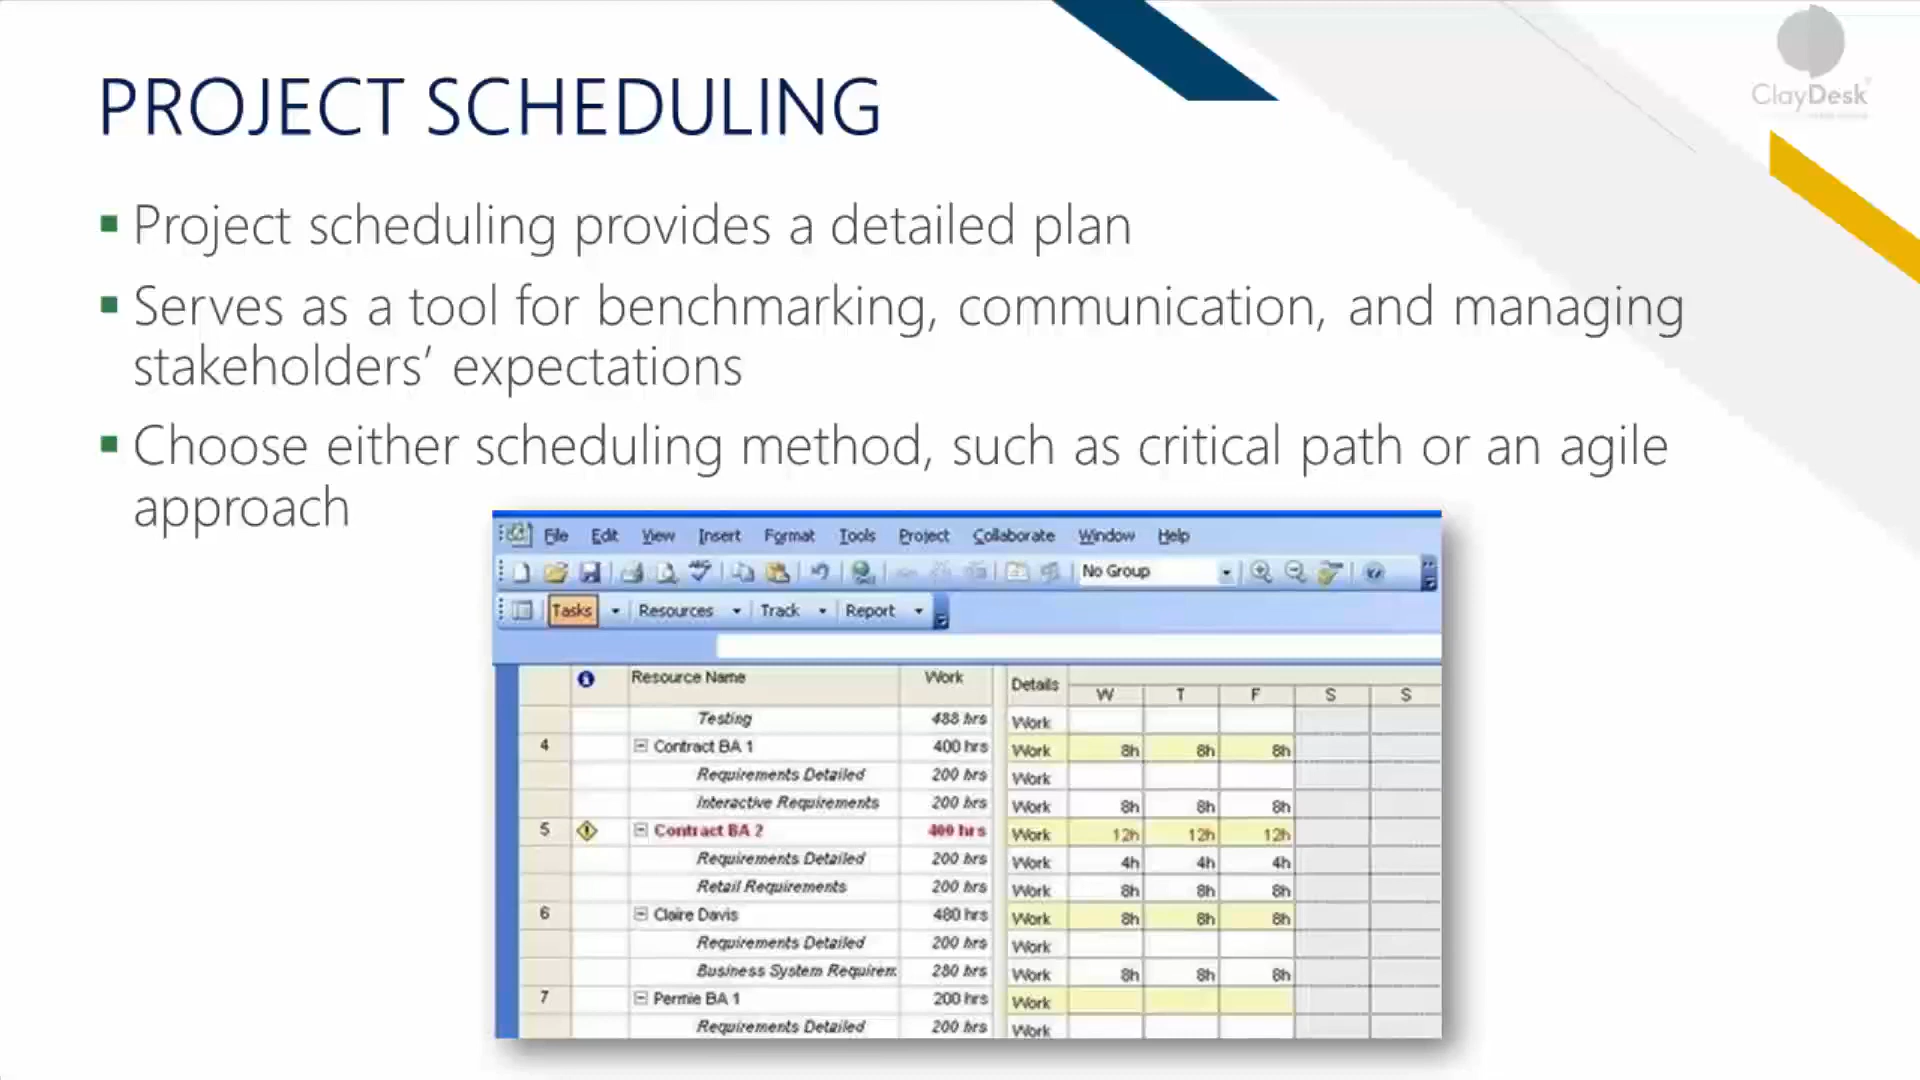 ClayDesk
PROJECT SCHEDULING
Project scheduling provides a detailed plan
Serves as a tool for benchmarking, communication, and managing
stakeholders’ expectations
Choose either scheduling method, such as critical path or an agile
approach
File Edit View Insert Format Tools Project Collaborate Window Help
No Group
Tasks Resources Track Report
Resource Name Work Details W T F S S
Testing 488 hrs Work
4 Contract BA 1 400 hrs Work 8h 8h 8h
Requirements Detailed 200 hrs Work
Interactive Requirements 200 hrs Work 8h 8h 8h
5 Contract BA 2 400 hrs Work 12h 12h 12h
Requirements Detailed 200 hrs Work 4h 4h 4h
Retail Requirements 200 hrs Work 8h 8h 8h
6 Claire Davis 480 hrs Work 8h 8h 8h
Requirements Detailed 200 hrs Work
Business System Requirem 280 hrs Work 8h 8h 8h
7 Permie BA 1 200 hrs Work
Requirements Detailed 200 hrs Work